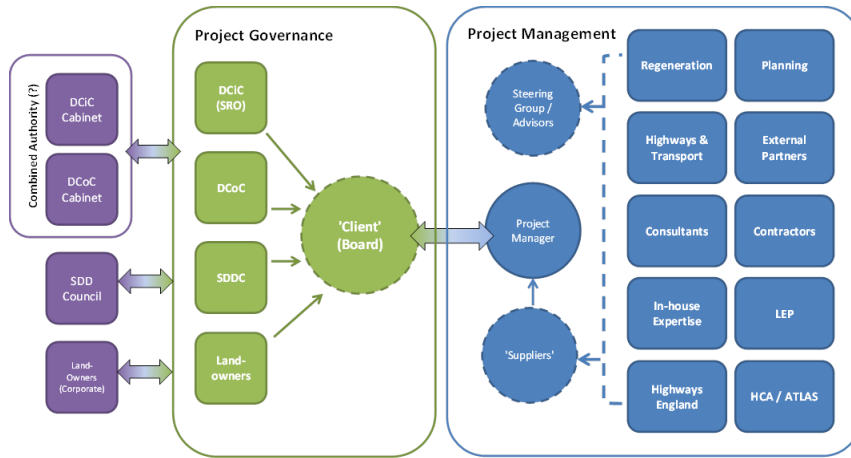 Combined Authority (?)
DCiC
Cabinet
DCoC
Cabinet
SDD
Council
Land-
Owners
(Corporate)
Project Governance
DCiC
(SRO)
DCoC
SDDC
Land-
owners
'Client'
(Board)
Project Management
Steering
Group /
Advisors
Project
Manager
'Suppliers'
Regeneration
Planning
Highways &
Transport
External
Partners
Consultants
Contractors
In-house
Expertise
LEP
Highways
England
HCA / ATLAS